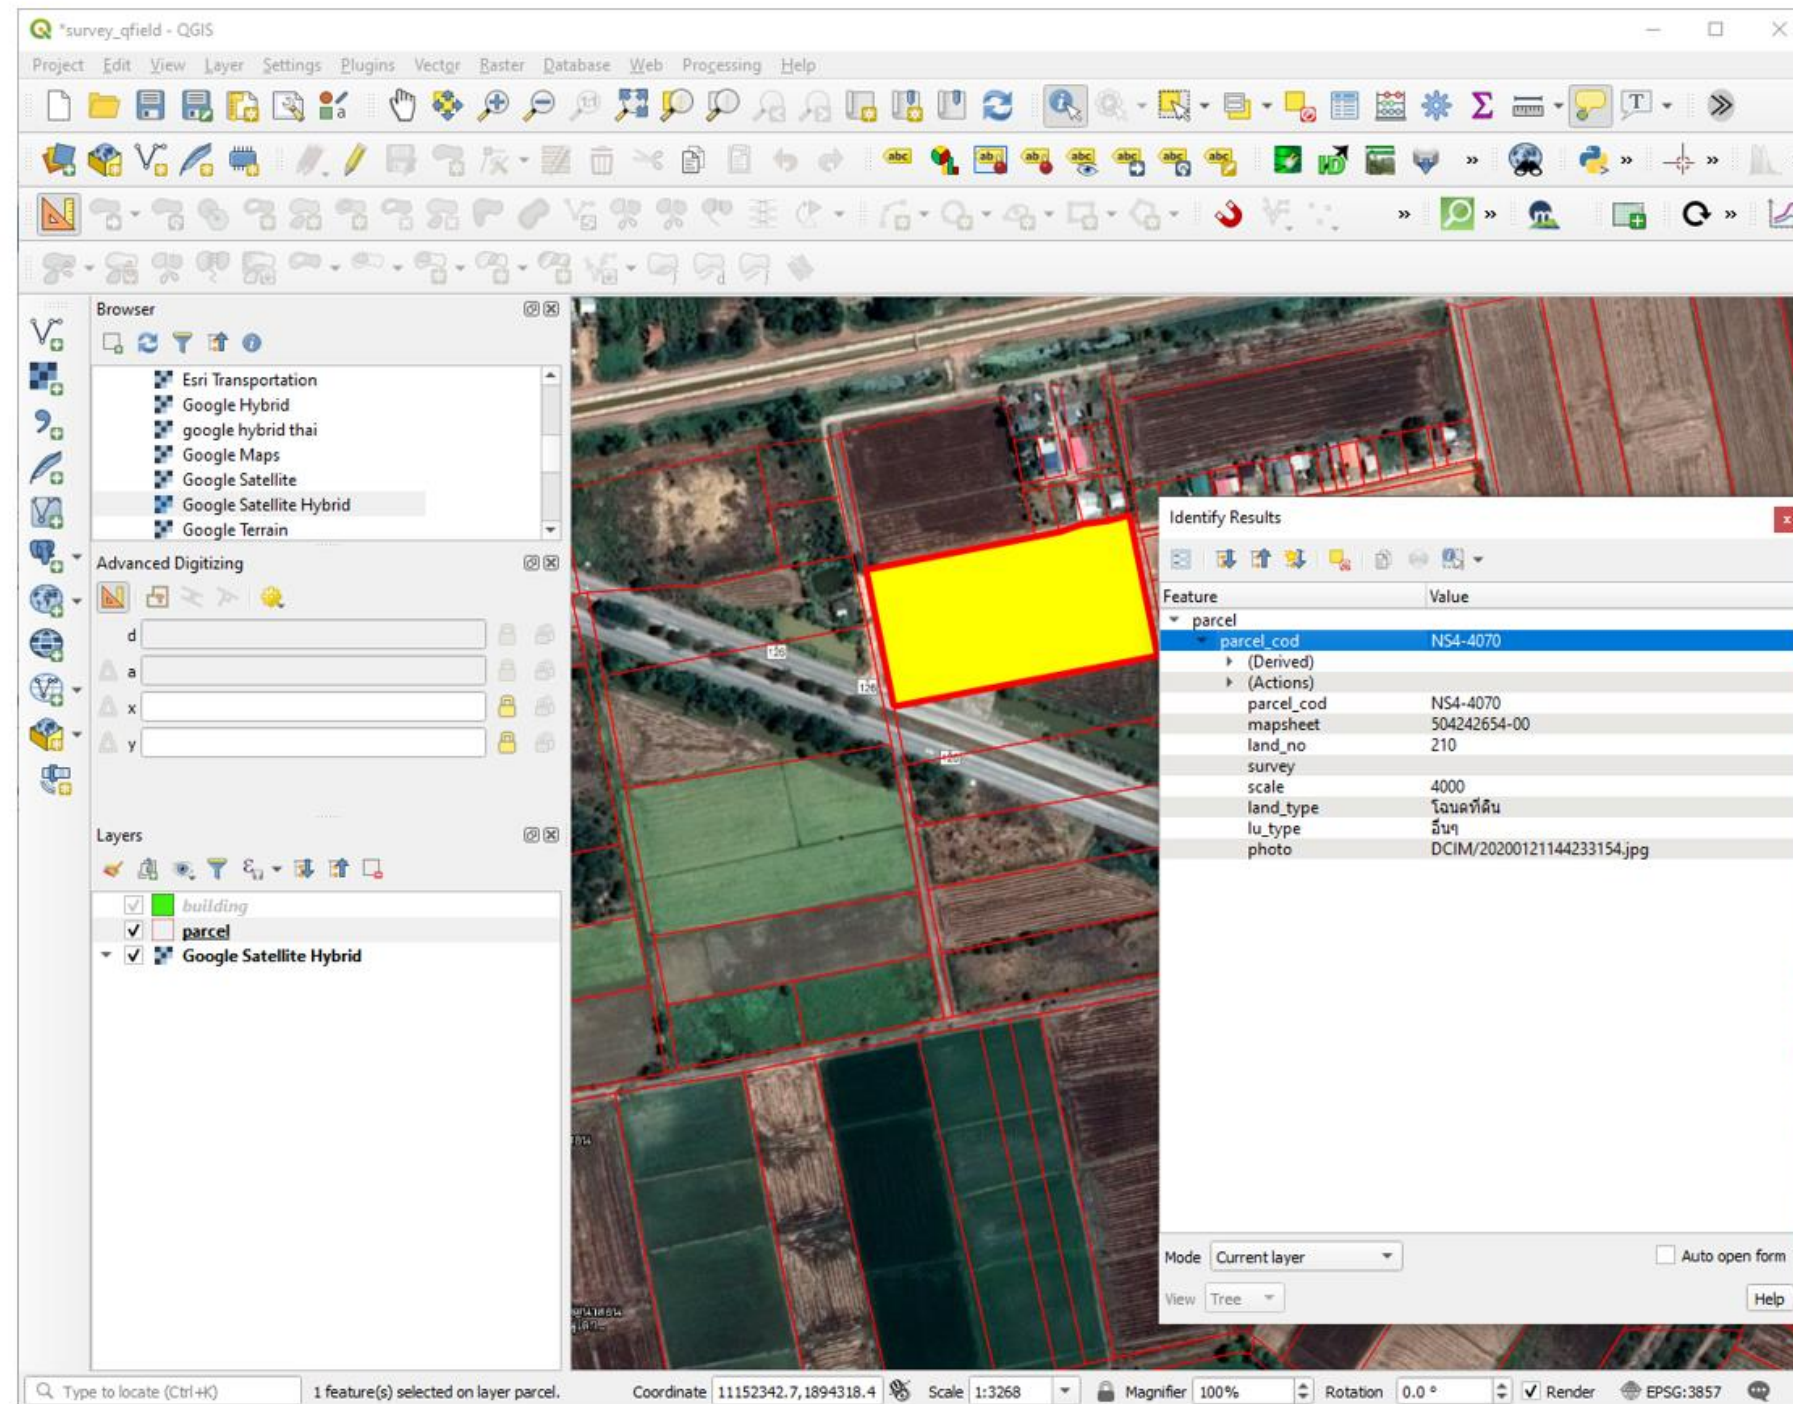 *survey_qfield - QGIS
Project Edit View Layer Settings Plugins Vector Raster Database Web Processing Help
Browser
Esri Transportation
Google Hybrid
google hybrid thai
Google Maps
Google Satellite
Google Satellite Hybrid
Google Terrain
Advanced Digitizing
d
a
x
y
Layers
building
parcel
Google Satellite Hybrid
126
126
126
Identify Results
Feature Value
parcel
parcel_cod NS4-4070
(Derived)
(Actions)
parcel_cod NS4-4070
mapsheet 504242654-00
land_no 210
survey
scale 4000
land_type โฉนดที่ดิน
lu_type อื่นๆ
photo DCIM/20200121144233154.jpg
Mode Current layer Auto open form
View Tree Help
Type to locate (Ctrl+K) 1 feature(s) selected on layer parcel. Coordinate 11152342.7,1894318.4 Scale 1:3268 Magnifier 100% Rotation 0.0 ° Render EPSG:3857